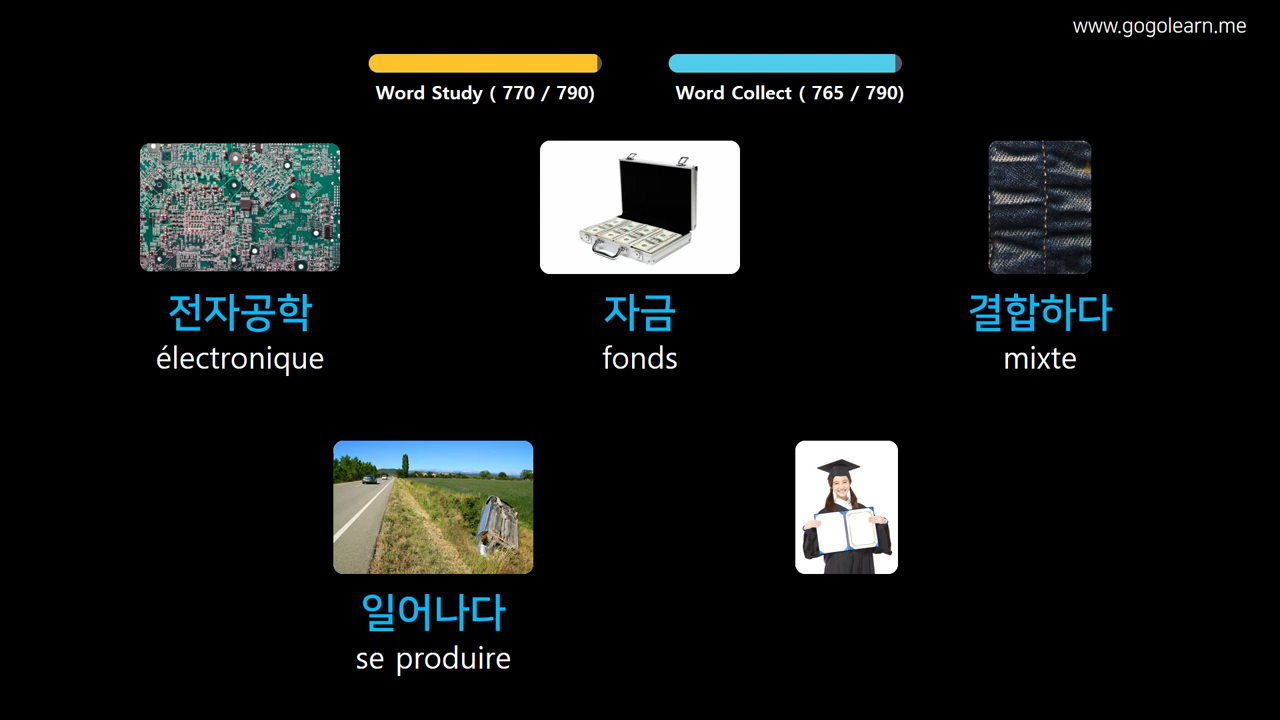 www.gogolearn.me
Word Study ( 770 / 790)
Word Collect ( 765 / 790)
전자공학
électronique
자금
fonds
결합하다
mixte
일어나다
se produire